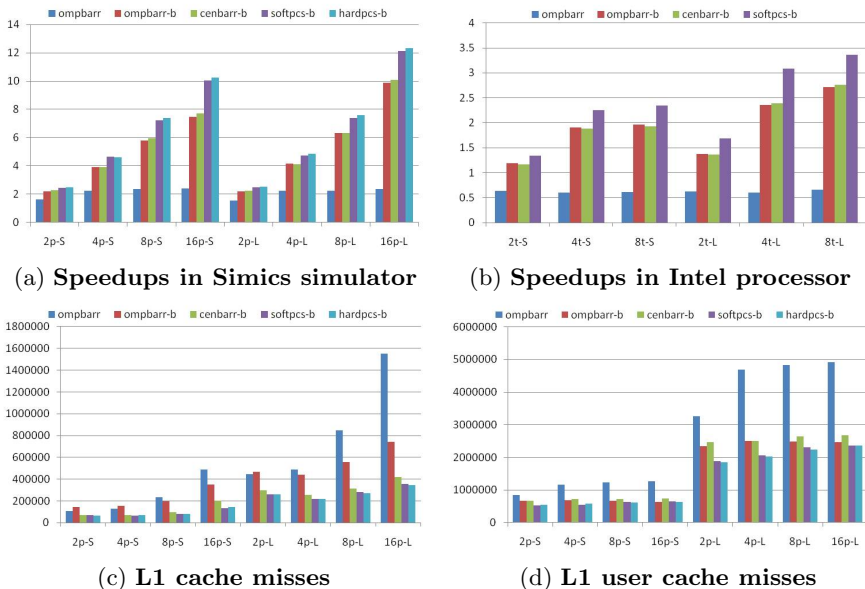 ompbarr ompbarr-b cenbarr-b softpcs-b hardpcs-b
14
12
10
8
6
4
2
0
2p-S 4p-S 8p-S 16p-S 2p-L 4p-L 8p-L 16p-L
(a) Speedups in Simics simulator
ompbarr ompbarr-b cenbarr-b softpcs-b
4
3.5
3
2.5
2
1.5
1
0.5
0
2t-S 4t-S 8t-S 2t-L 4t-L 8t-L
(b) Speedups in Intel processor
ompbarr ompbarr-b cenbarr-b softpcs-b hardpcs-b
1800000
1600000
1400000
1200000
1000000
800000
600000
400000
200000
0
2p-S 4p-S 8p-S 16p-S 2p-L 4p-L 8p-L 16p-L
(c) L1 cache misses
ompbarr ompbarr-b cenbarr-b softpcs-b hardpcs-b
6000000
5000000
4000000
3000000
2000000
1000000
0
2p-S 4p-S 8p-S 16p-S 2p-L 4p-L 8p-L 16p-L
(d) L1 user cache misses